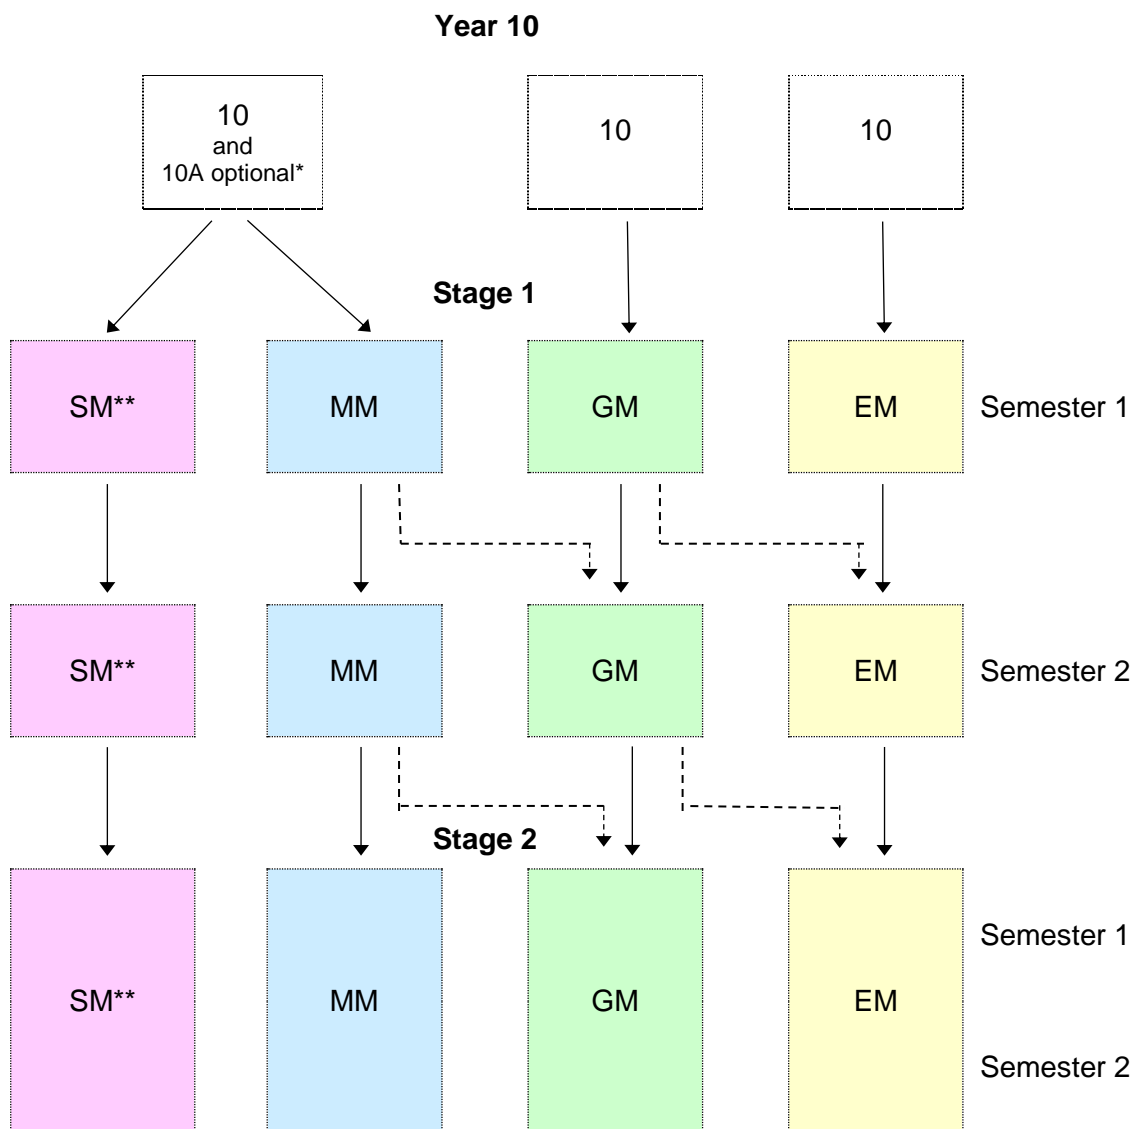 Year 10
10
and
10A optional*
10
10
Stage 1
SM**
MM
GM
EM
Semester 1
SM**
MM
GM
EM
Semester 2
Stage 2
SM**
MM
GM
EM
Semester 1
Semester 2